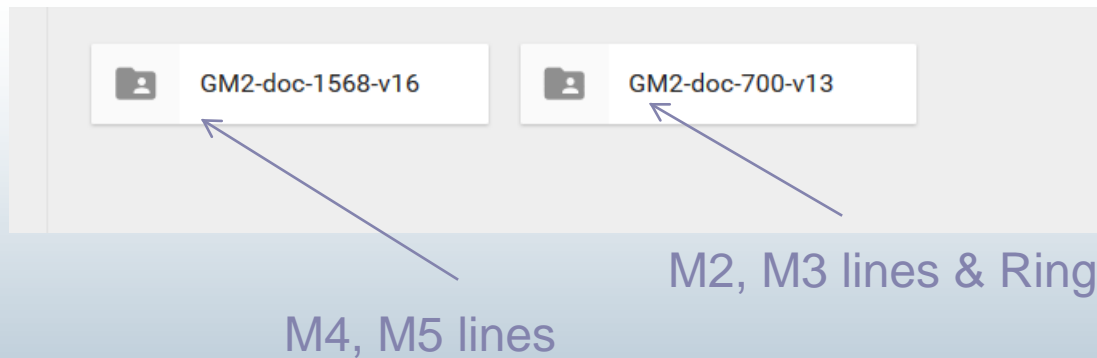 GM2-doc-1568-v16
GM2-doc-700-v13
M2, M3 lines & Ring
M4, M5 lines